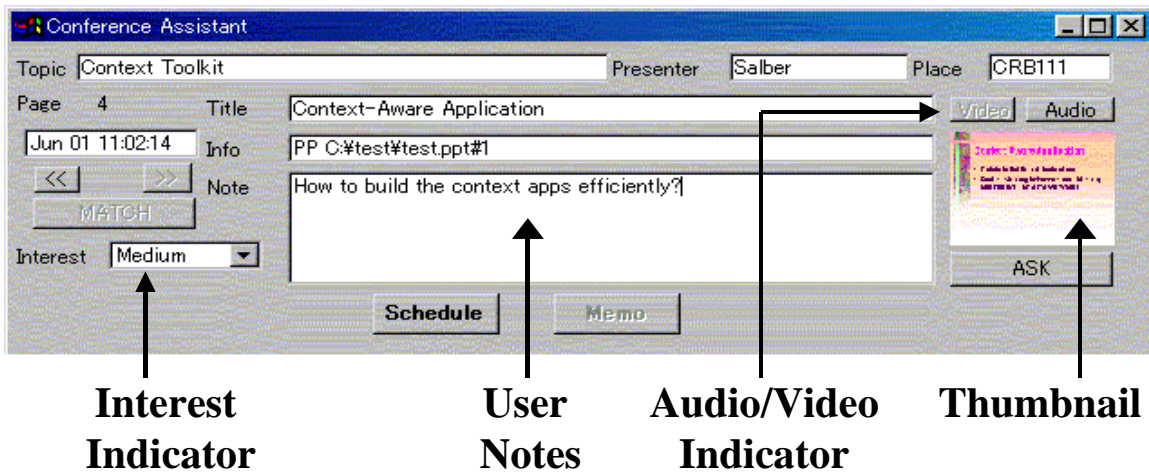 Conference Assistant
Topic Context Toolkit Presenter Salber Place CRB111
Page 4 Title Context-Aware Application Video Audio
Jun 01 11:02:14 Info PP C:¥test¥test.ppt#1
<< >> Note How to build the context apps efficiently?
MATCH
Interest Medium
ASK
Schedule Memo
Interest Indicator
User Notes
Audio/Video Indicator
Thumbnail